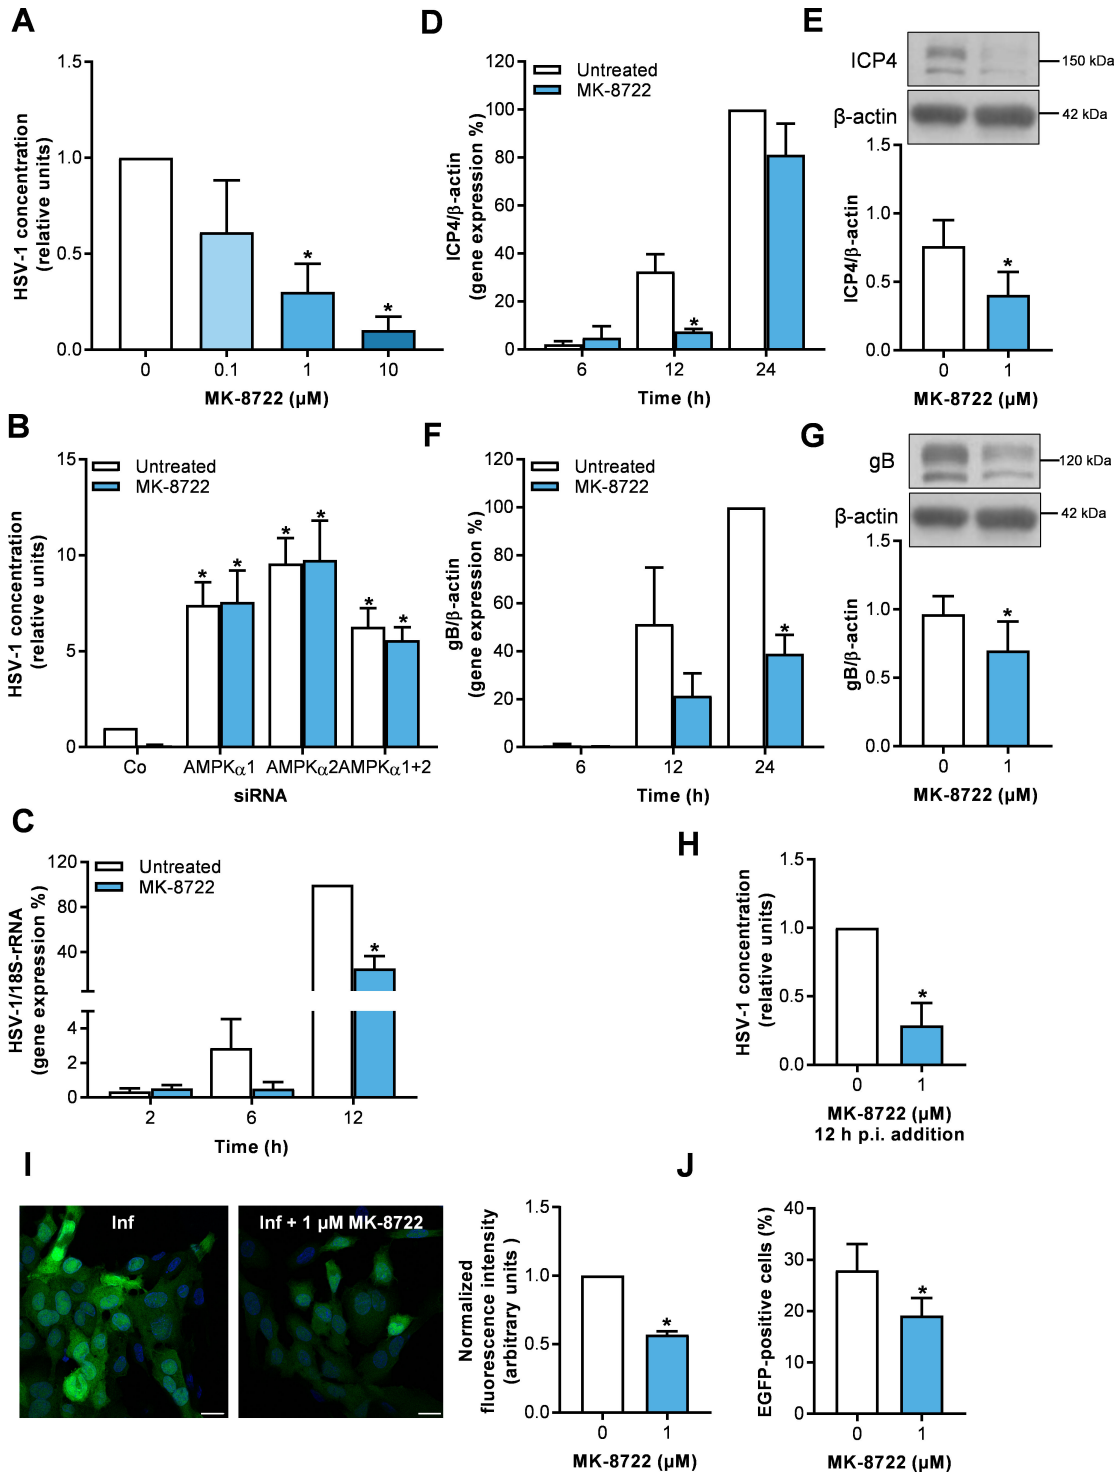 A
1.5
1.0
0.5
0.0
HSV-1 concentration
(relative units)
*
*
0 0.1 1 10
MK-8722 (µM)
D
120
100
80
60
40
20
0
ICP4/β-actin
(gene expression %)
Untreated
MK-8722
*
6 12 24
Time (h)
E
ICP4
150 kDa
β-actin
42 kDa
1.5
1.0
0.5
0.0
ICP4/β-actin
*
0 1
MK-8722 (µM)
B
15
10
5
0
HSV-1 concentration
(relative units)
Untreated
MK-8722
* * * * * *
Co AMPKα1 AMPKα2 AMPKα1+2
siRNA
F
120
100
80
60
40
20
0
gB/β-actin
(gene expression %)
Untreated
MK-8722
*
6 12 24
Time (h)
G
gB
120 kDa
β-actin
42 kDa
1.5
1.0
0.5
0.0
gB/β-actin
*
0 1
MK-8722 (µM)
C
120
80
40
4
2
0
HSV-1/18S-rRNA
(gene expression %)
Untreated
MK-8722
*
2 6 12
Time (h)
H
1.5
1.0
0.5
0.0
HSV-1 concentration
(relative units)
*
0 1
MK-8722 (µM)
12 h p.i. addition
I
Inf
Inf + 1 µM MK-8722
1.5
1.0
0.5
0.0
Normalized
fluorescence intensity
(arbitrary units )
*
0 1
MK-8722 (µM)
J
40
30
20
10
0
EGFP-positive cells (%)
*
0 1
MK-8722 (µM)